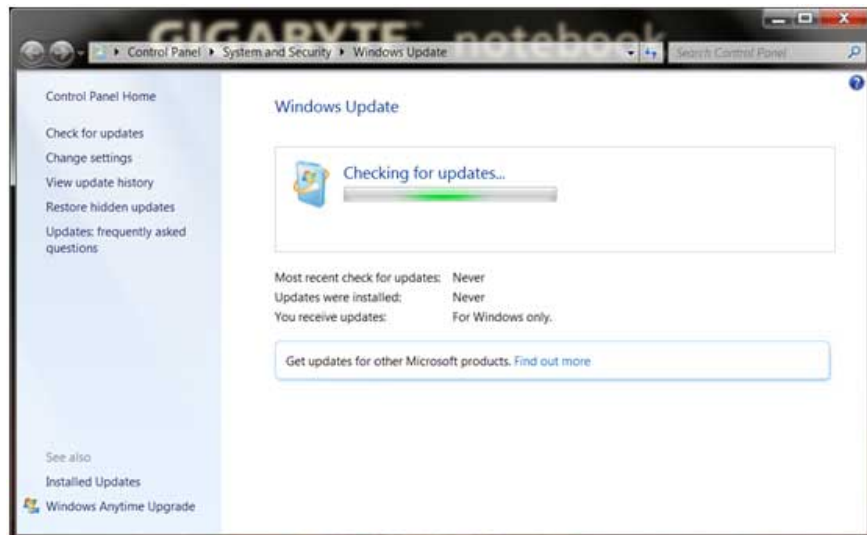 GIGABYTE notebook
Control Panel ▸ System and Security ▸ Windows Update
Search Control Panel
Control Panel Home
Check for updates
Change settings
View update history
Restore hidden updates
Updates: frequently asked
questions
See also
Installed Updates
Windows Anytime Upgrade
Windows Update
Checking for updates...
Most recent check for updates: Never
Updates were installed: Never
You receive updates: For Windows only.
Get updates for other Microsoft products. Find out more